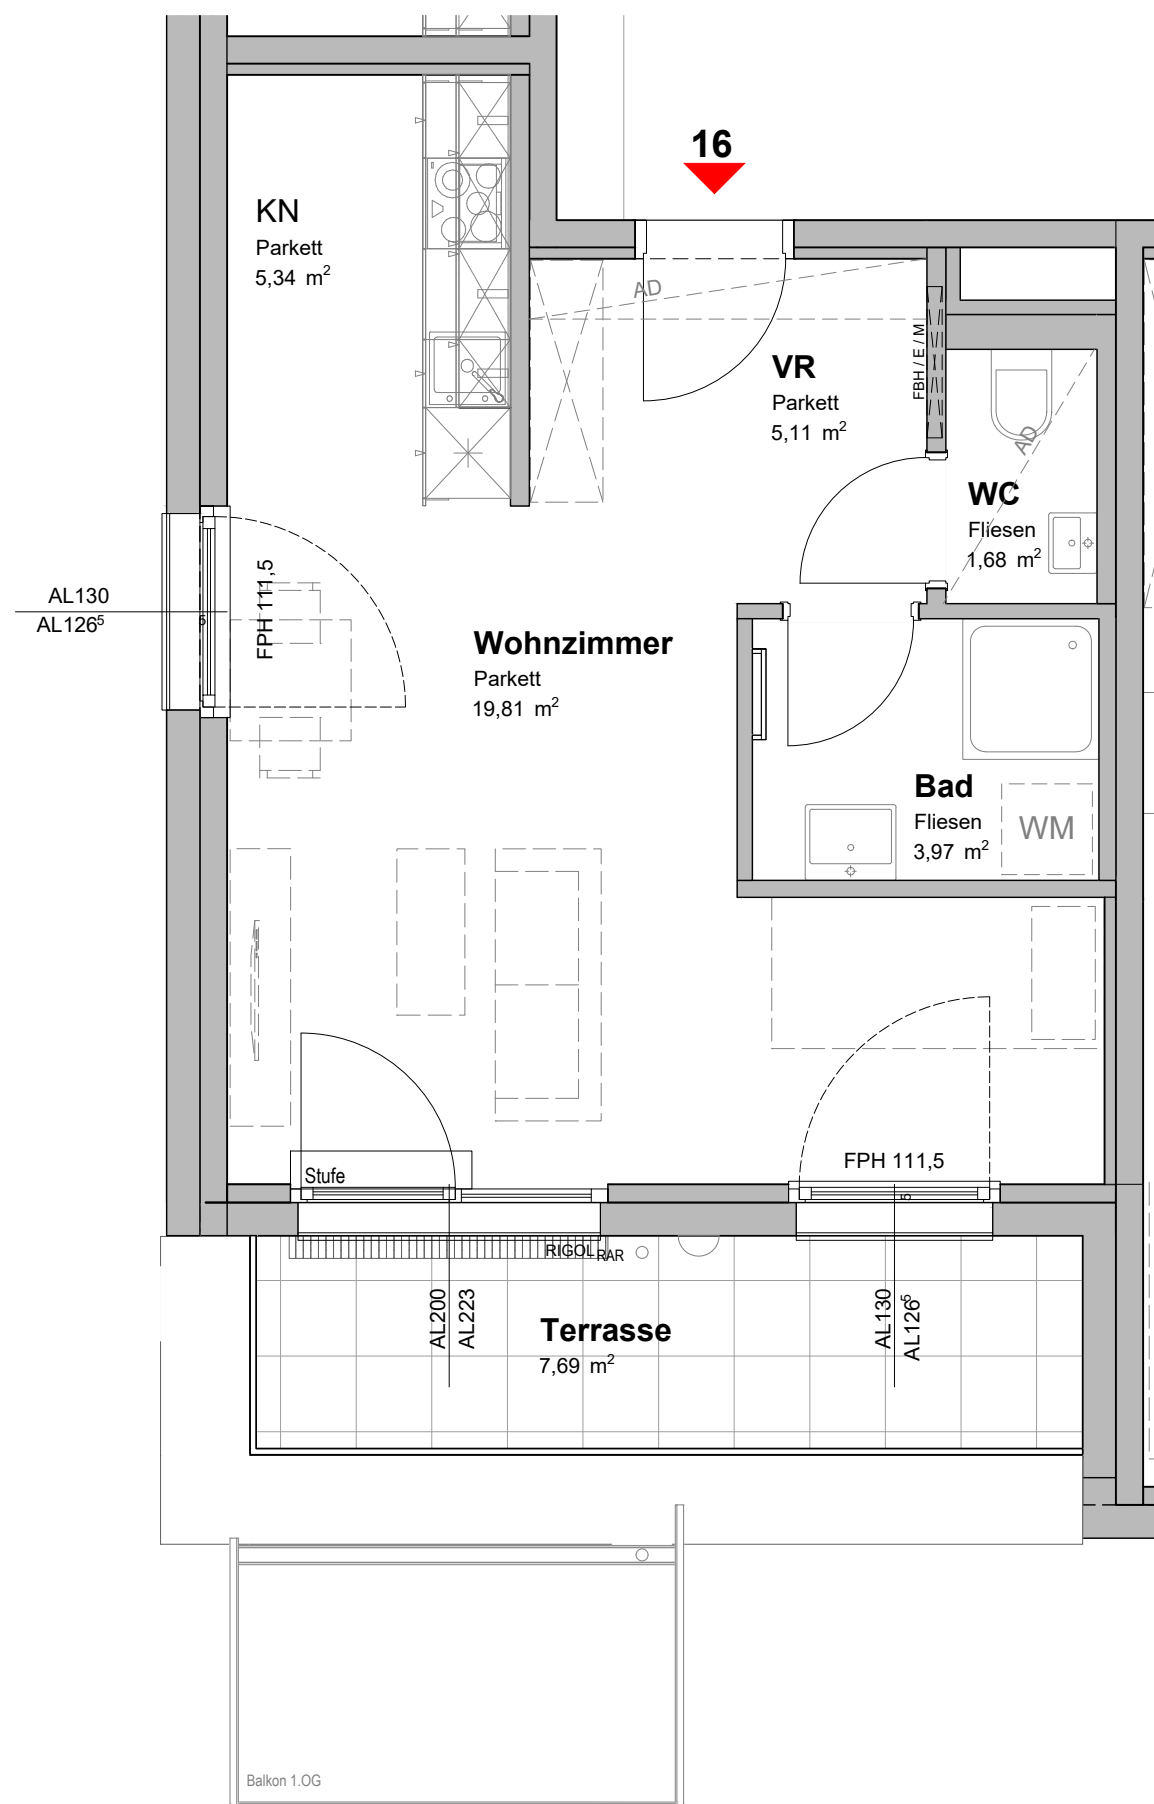 16
KN
Parkett
5,34 m²
AD
VR
Parkett
5,11 m²
FBH / E / M
AD
WC
Fliesen
1,68 m²
AL130
AL126⁵
5
FPH 111,5
Wohnzimmer
Parkett
19,81 m²
Bad
Fliesen
3,97 m²
WM
Stufe
FPH 111,5
5
RIGOL
RAR
AL200
AL223
Terrasse
7,69 m²
AL130
AL126⁵
Balkon 1.OG